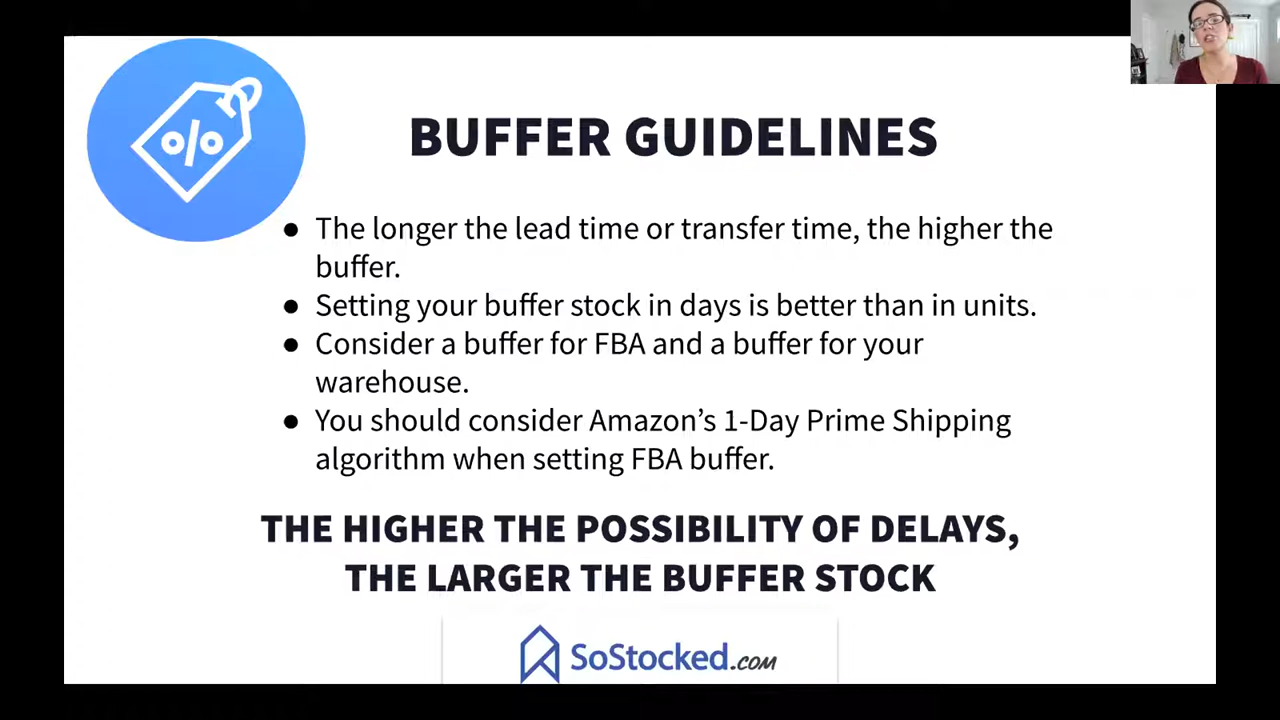 %
BUFFER GUIDELINES
● The longer the lead time or transfer time, the higher the
buffer.
● Setting your buffer stock in days is better than in units.
● Consider a buffer for FBA and a buffer for your
warehouse.
● You should consider Amazon’s 1-Day Prime Shipping
algorithm when setting FBA buffer.
THE HIGHER THE POSSIBILITY OF DELAYS,
THE LARGER THE BUFFER STOCK
SoStocked.com